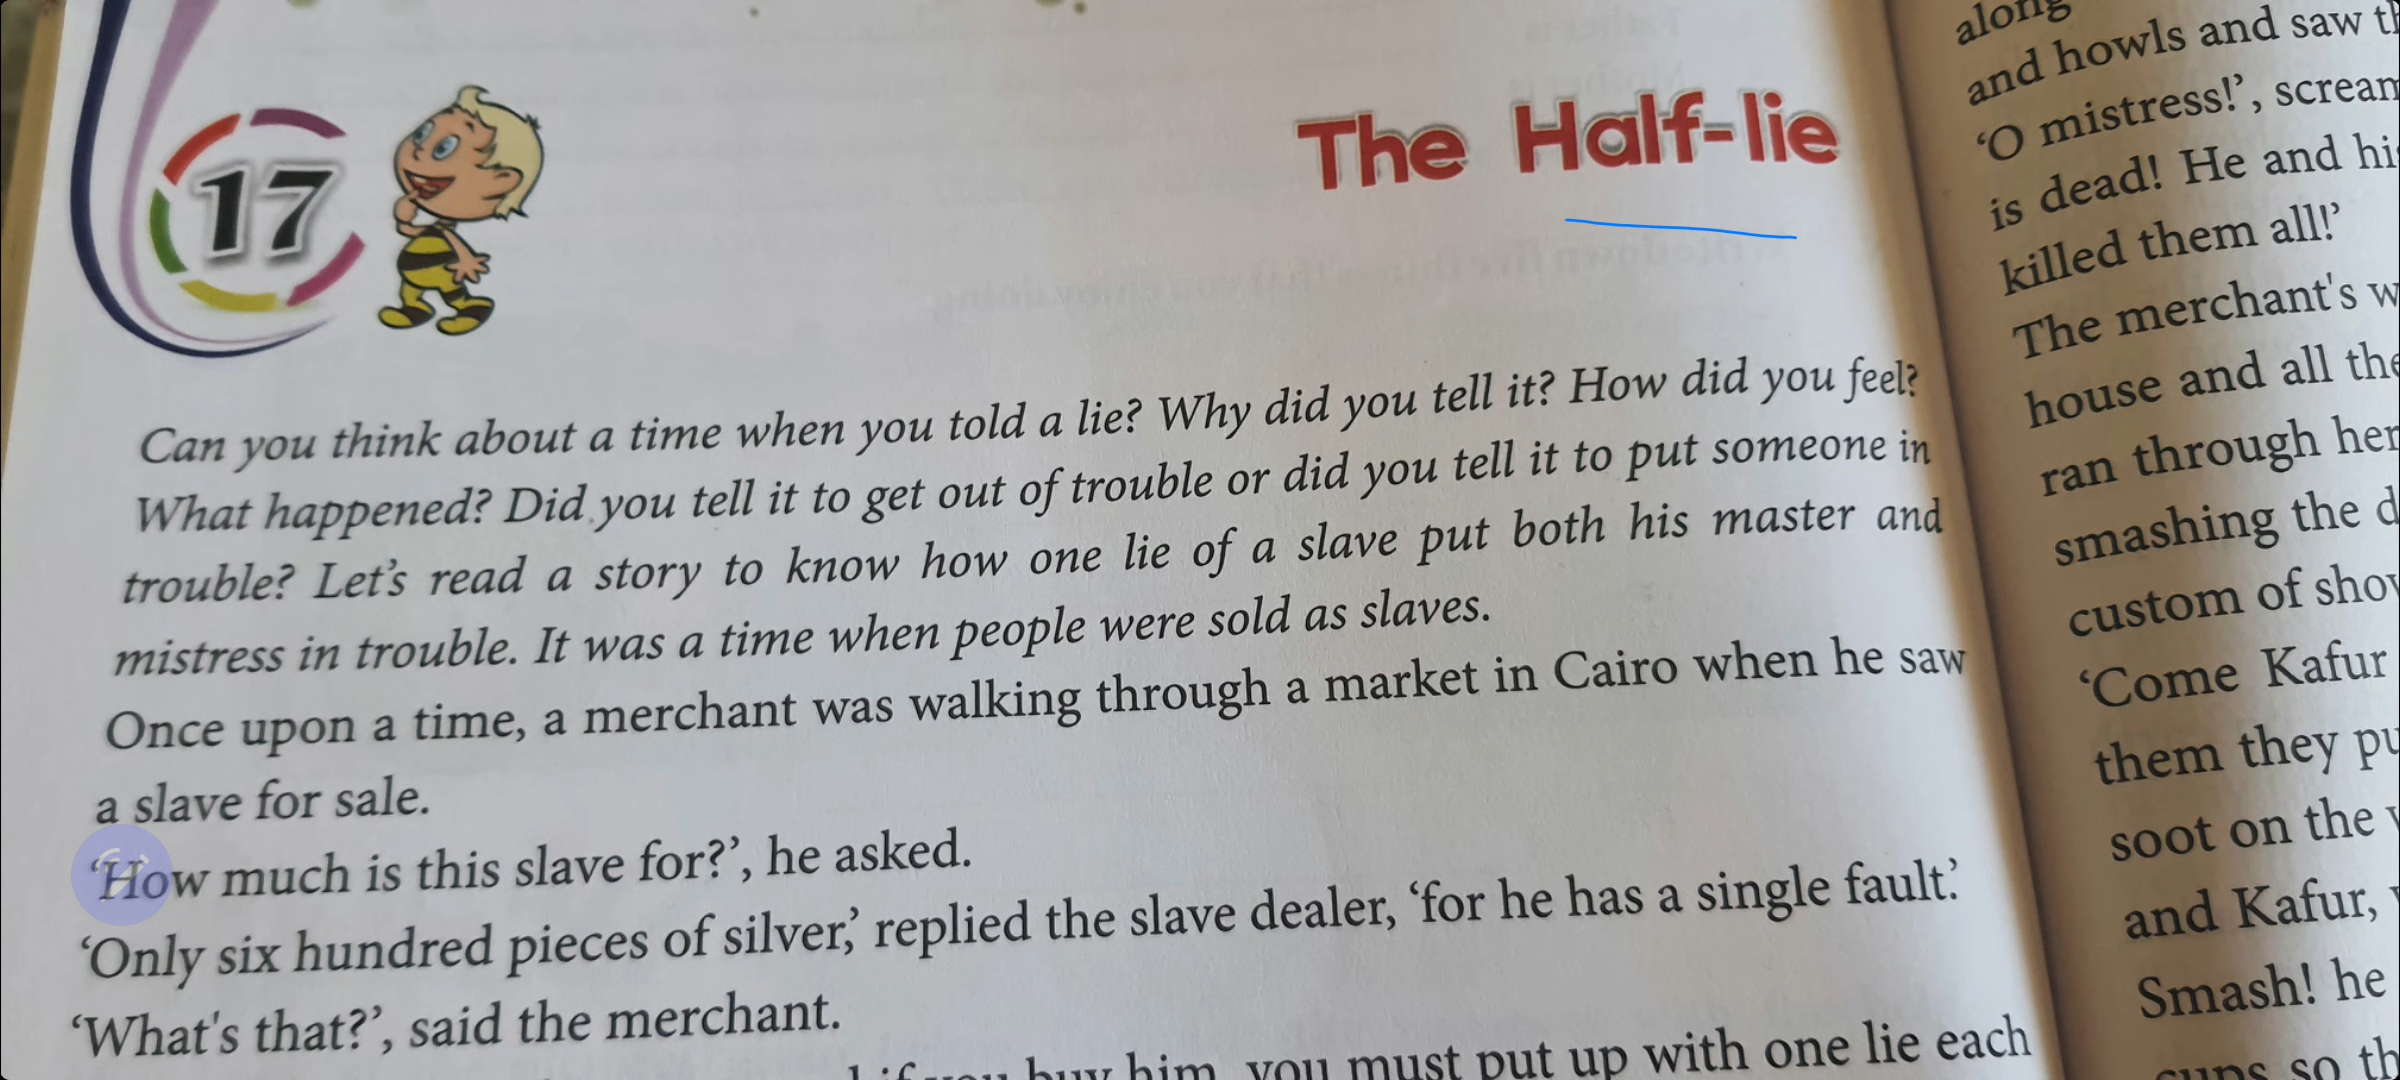 17
The Half-lie
Can you think about a time when you told a lie? Why did you tell it? How did you feel?
What happened? Did you tell it to get out of trouble or did you tell it to put someone in
trouble? Let's read a story to know how one lie of a slave put both his master and
mistress in trouble. It was a time when people were sold as slaves.
Once upon a time, a merchant was walking through a market in Cairo when he saw
a slave for sale.
‘How much is this slave for?’, he asked.
‘Only six hundred pieces of silver,’ replied the slave dealer, ‘for he has a single fault.’
‘What's that?’, said the merchant.
if you buy him, you must put up with one lie each
along
and howls and saw
‘O mistress!’,
is dead! He and
killed them all!’
The merchant's
house and all
ran through
smashing the
custom of
‘Come Kafur
them they
soot on the
and Kafur,
Smash! he
so